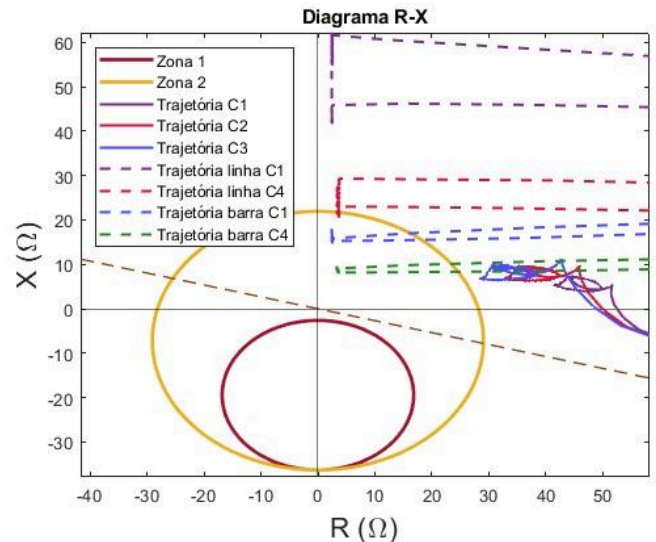 Diagrama R-X
60
50
40
30
20
10
0
-10
-20
-30
X (Ω)
Zona 1
Zona 2
Trajetória C1
Trajetória C2
Trajetória C3
Trajetória linha C1
Trajetória linha C4
Trajetória barra C1
Trajetória barra C4
-40 -30 -20 -10 0 10 20 30 40 50
R (Ω)